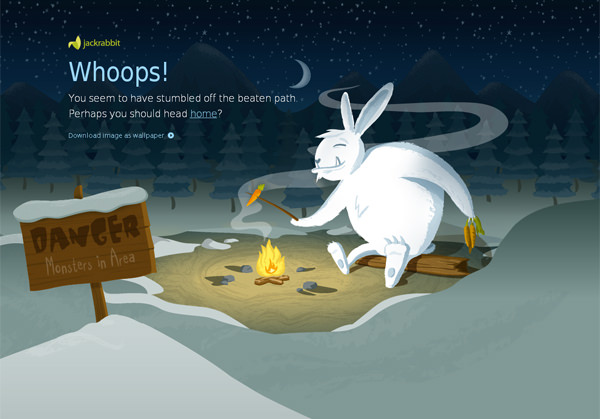 jackrabbit
Whoops!
You seem to have stumbled off the beaten path.
Perhaps you should head home?
Download image as wallpaper.
DANGER
Monsters in Area